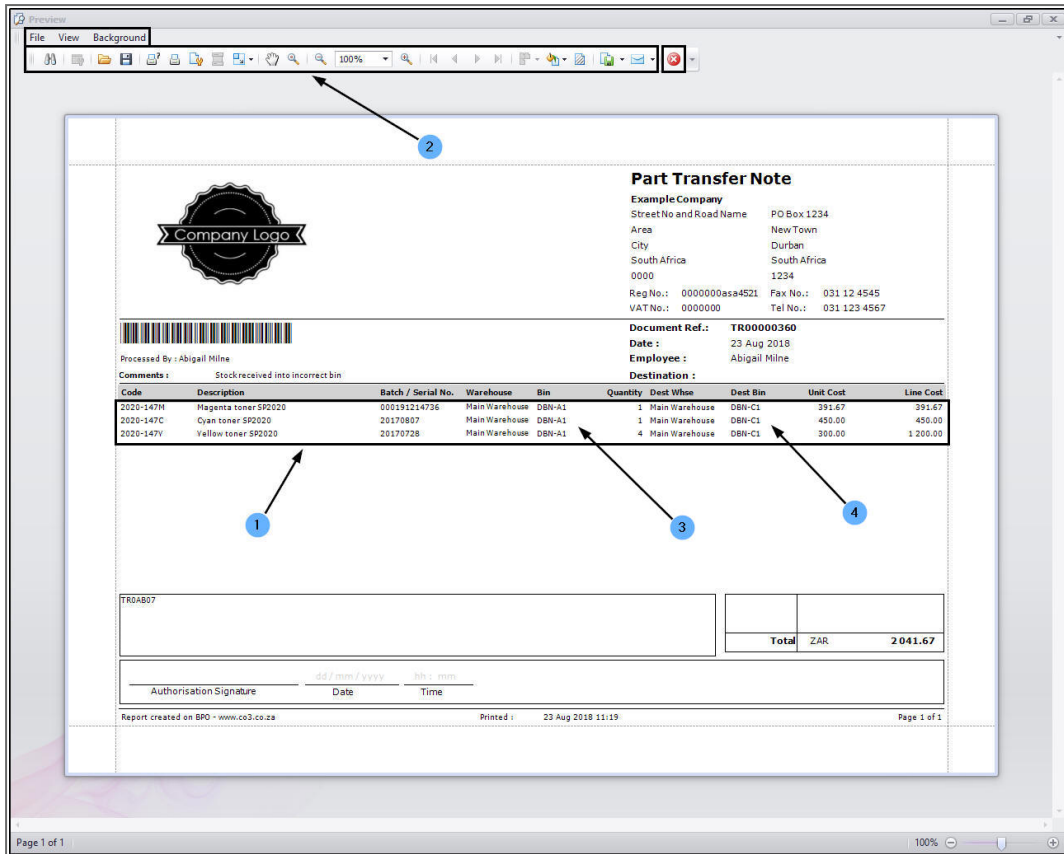 Preview
File View Background
100%
2
Part Transfer Note
Company Logo
Example Company
Street No and Road Name PO Box 1234
Area New Town
City Durban
South Africa South Africa
0000 1234
Reg No.: 0000000asa4521 Fax No.: 031 12 4545
VAT No.: 0000000 Tel No.: 031 123 4567
Document Ref.: TR00000360
Date : 23 Aug 2018
Processed By : Abigail Milne
Employee : Abigail Milne
Comments : Stock received into incorrect bin
Destination :
Code Description Batch / Serial No. Warehouse Bin Quantity Dest Whse Dest Bin Unit Cost Line Cost
2020-147M Magenta toner SP2020 000191214736 Main Warehouse DBN-A1 1 Main Warehouse DBN-C1 391.67 391.67
2020-147C Cyan toner SP2020 20170807 Main Warehouse DBN-A1 1 Main Warehouse DBN-C1 450.00 450.00
2020-147Y Yellow toner SP2020 20170728 Main Warehouse DBN-A1 4 Main Warehouse DBN-C1 300.00 1 200.00
1
3
4
TR0AB07
Total ZAR 2 041.67
dd / mm / yyyy hh : mm
Authorisation Signature Date Time
Report created on BPO - www.co3.co.za Printed : 23 Aug 2018 11:19 Page 1 of 1
Page 1 of 1 100%